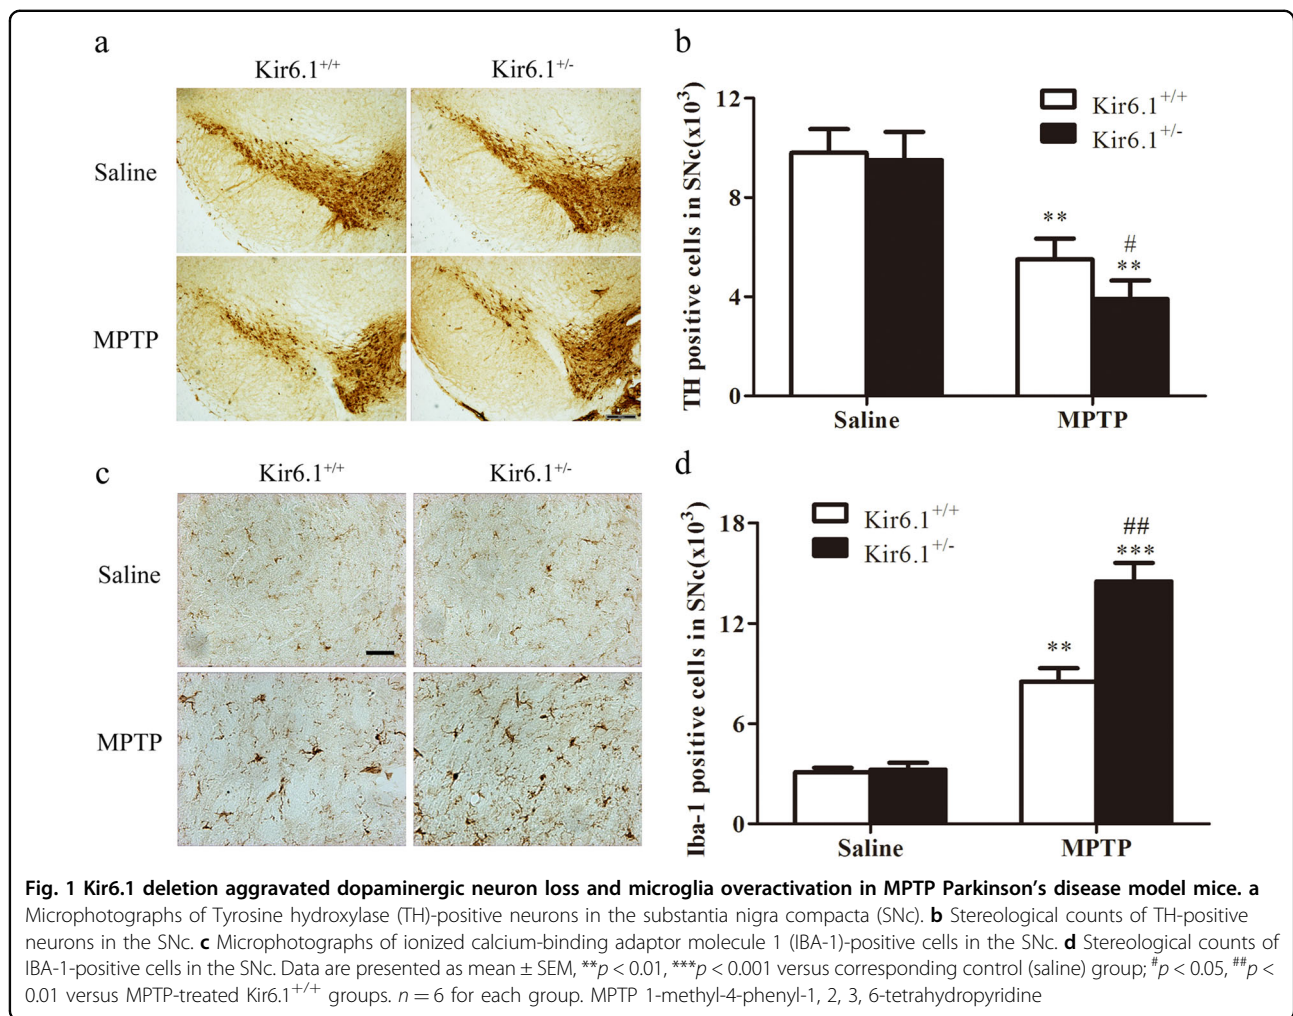 a
Kir6.1+/+ Kir6.1+/-
Saline
MPTP
b
TH positive cells in SNc(x10³)
12
8
4
0
Kir6.1+/+
Kir6.1+/-
**
#
**
Saline MPTP
c
Kir6.1+/+ Kir6.1+/-
Saline
MPTP
d
Iba-1 positive cells in SNc(x10³)
18
12
6
0
Kir6.1+/+
Kir6.1+/-
**
##
***
Saline MPTP
Fig. 1 Kir6.1 deletion aggravated dopaminergic neuron loss and microglia overactivation in MPTP Parkinson's disease model mice. a
Microphotographs of Tyrosine hydroxylase (TH)-positive neurons in the substantia nigra compacta (SNc). b Stereological counts of TH-positive
neurons in the SNc. c Microphotographs of ionized calcium-binding adaptor molecule 1 (IBA-1)-positive cells in the SNc. d Stereological counts of
IBA-1-positive cells in the SNc. Data are presented as mean ± SEM, **p < 0.01, ***p < 0.001 versus corresponding control (saline) group; #p < 0.05, ##p <
0.01 versus MPTP-treated Kir6.1+/+ groups. n = 6 for each group. MPTP 1-methyl-4-phenyl-1, 2, 3, 6-tetrahydropyridine